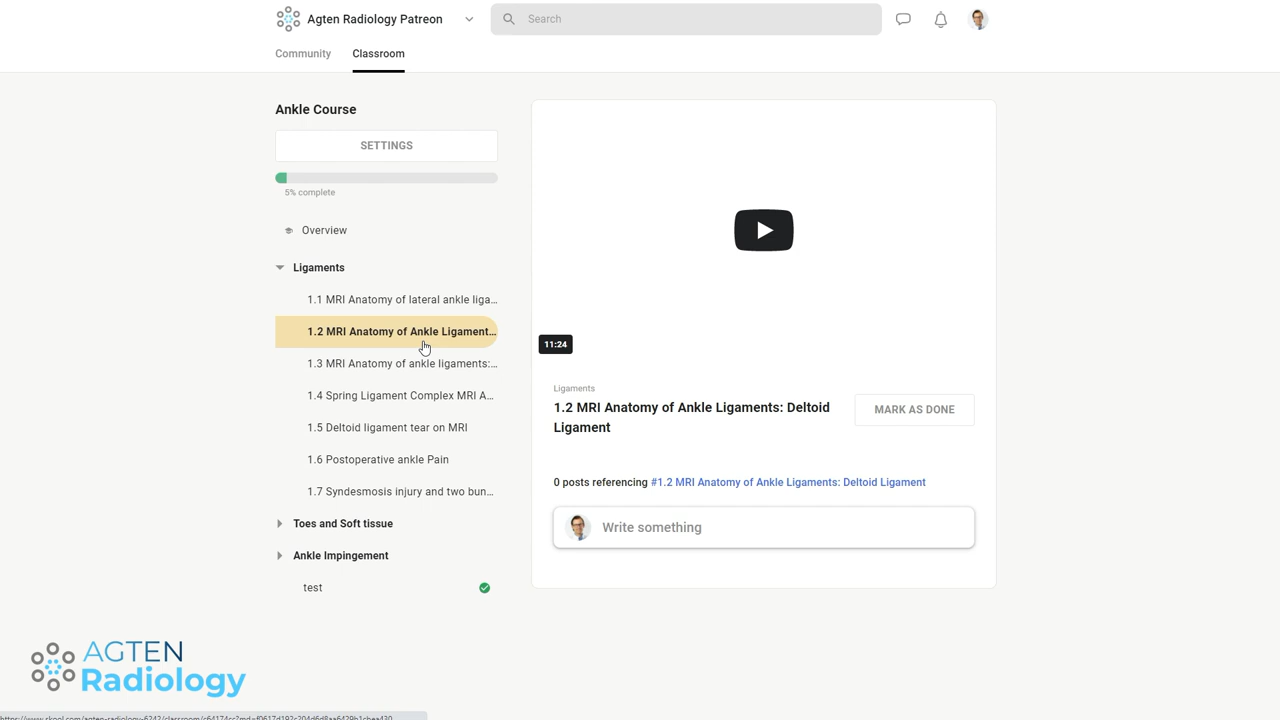 Agten Radiology Patreon
Search
Community
Classroom
Ankle Course
SETTINGS
5% complete
Overview
Ligaments
1.1 MRI Anatomy of lateral ankle liga...
1.2 MRI Anatomy of Ankle Ligament...
1.3 MRI Anatomy of ankle ligaments:...
1.4 Spring Ligament Complex MRI A...
1.5 Deltoid ligament tear on MRI
1.6 Postoperative ankle Pain
1.7 Syndesmosis injury and two bun...
Toes and Soft tissue
Ankle Impingement
test
11:24
Ligaments
1.2 MRI Anatomy of Ankle Ligaments: Deltoid
Ligament
MARK AS DONE
0 posts referencing #1.2 MRI Anatomy of Ankle Ligaments: Deltoid Ligament
Write something
AGTEN
Radiology